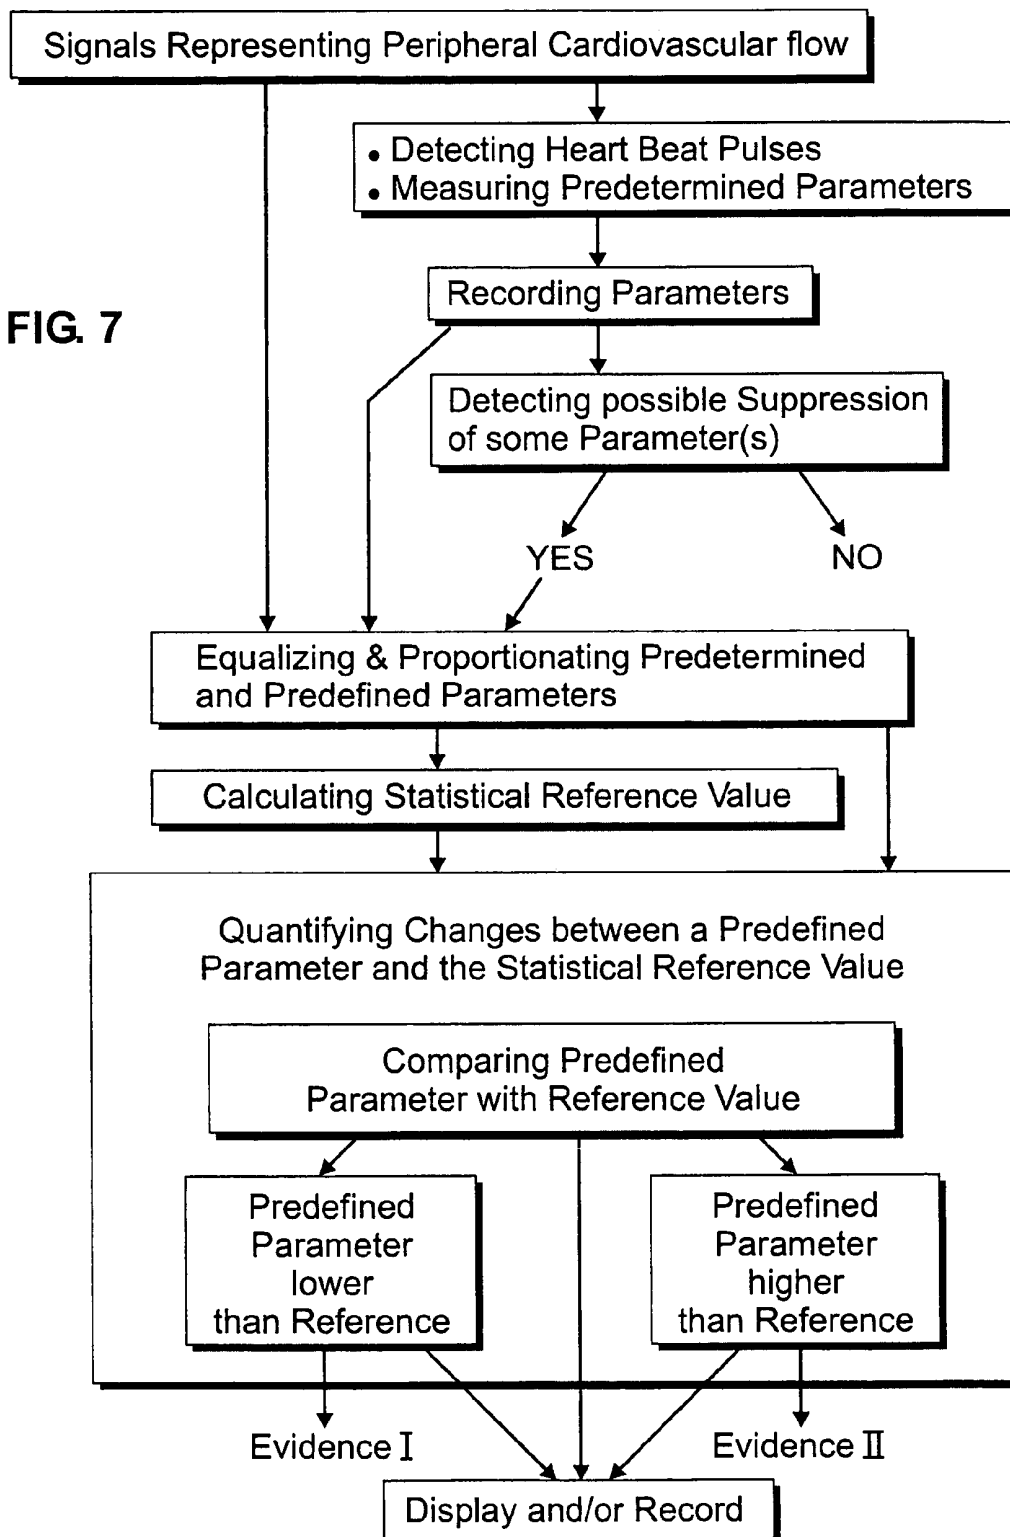 Signals Representing Peripheral Cardiovascular flow
• Detecting Heart Beat Pulses
• Measuring Predetermined Parameters
Recording Parameters
FIG. 7
Detecting possible Suppression
of some Parameter(s)
YES
NO
Equalizing & Proportionating Predetermined
and Predefined Parameters
Calculating Statistical Reference Value
Quantifying Changes between a Predefined
Parameter and the Statistical Reference Value
Comparing Predefined
Parameter with Reference Value
Predefined
Parameter
lower
than Reference
Predefined
Parameter
higher
than Reference
Evidence I
Evidence II
Display and/or Record